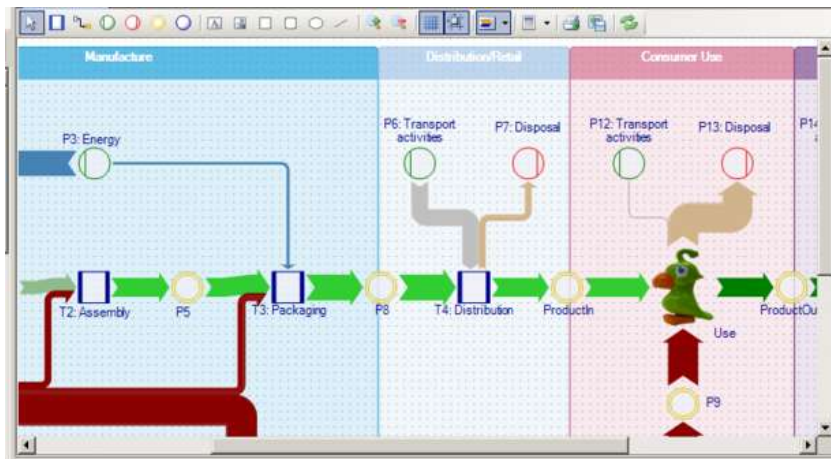 Manufacture
Distribution/Retail
Consumer Use
P3: Energy
P6: Transport
activities
P7: Disposal
P12: Transport
activities
P13: Disposal
P14
T2: Assembly
P5
T3: Packaging
P8
T4: Distribution
ProductIn
Use
ProductOu
P9